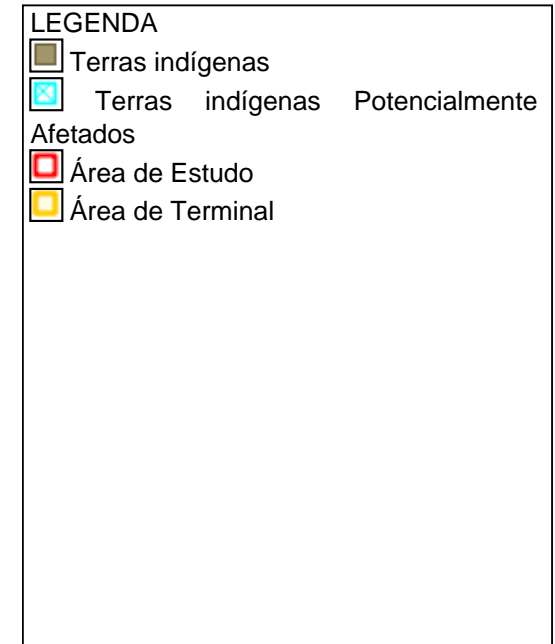 LEGENDA
Terras indígenas
Terras indígenas Potencialmente
Afetados
Área de Estudo
Área de Terminal